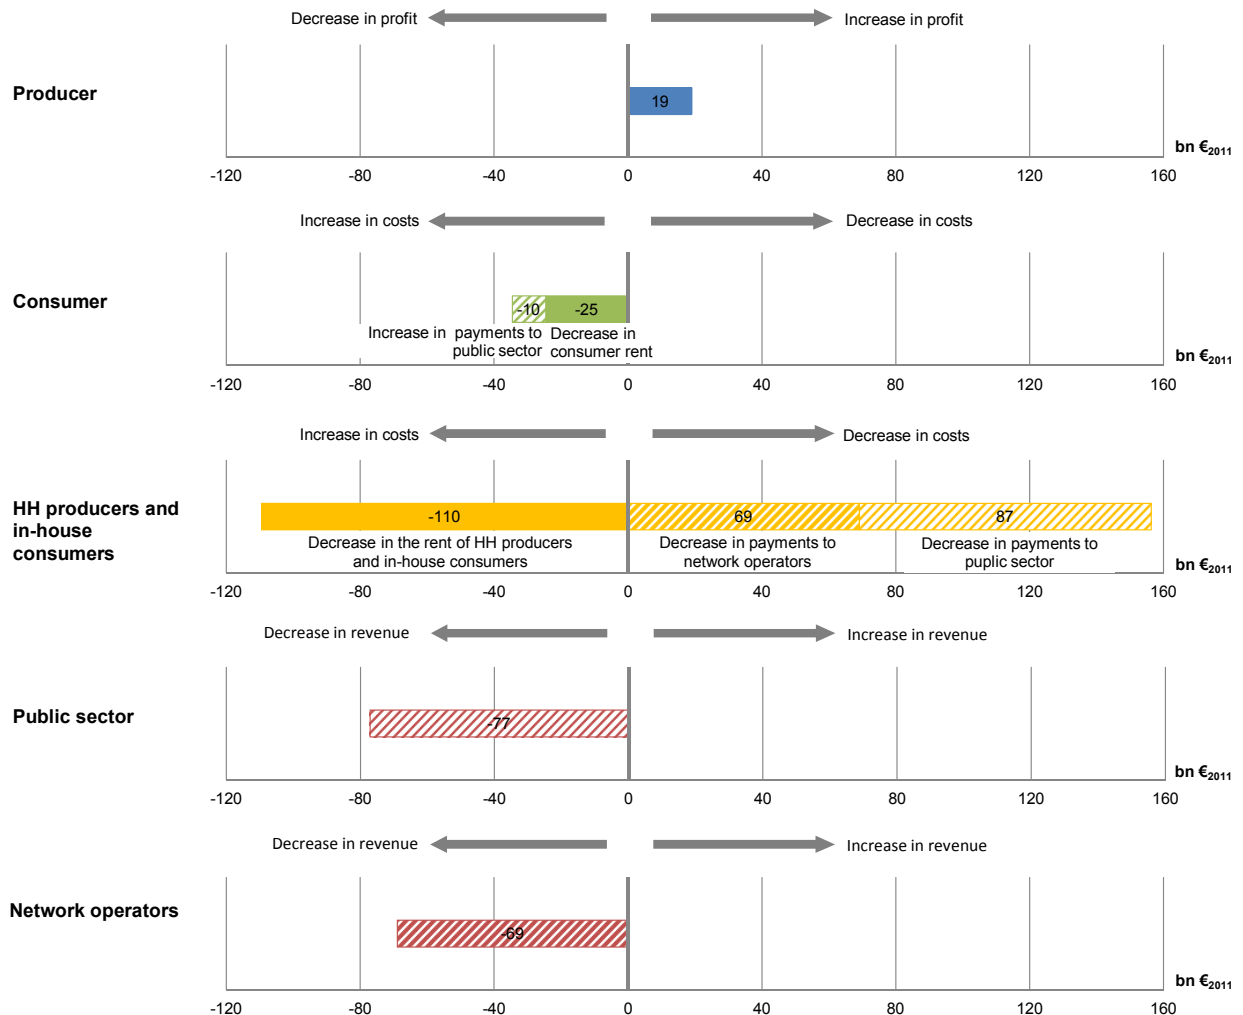 Decrease in profit
Increase in profit
Producer
19
bn €2011
-120 -80 -40 0 40 80 120 160
Increase in costs
Decrease in costs
Consumer
-10 -25
Increase in payments to public sector
Decrease in consumer rent
bn €2011
-120 -80 -40 0 40 80 120 160
Increase in costs
Decrease in costs
HH producers and
in-house
consumers
-110 69 87
Decrease in the rent of HH producers
and in-house consumers
Decrease in payments to
network operators
Decrease in payments to
puplic sector
bn €2011
-120 -80 -40 0 40 80 120 160
Decrease in revenue
Increase in revenue
Public sector
-77
bn €2011
-120 -80 -40 0 40 80 120 160
Decrease in revenue
Increase in revenue
Network operators
-69
bn €2011
-120 -80 -40 0 40 80 120 160